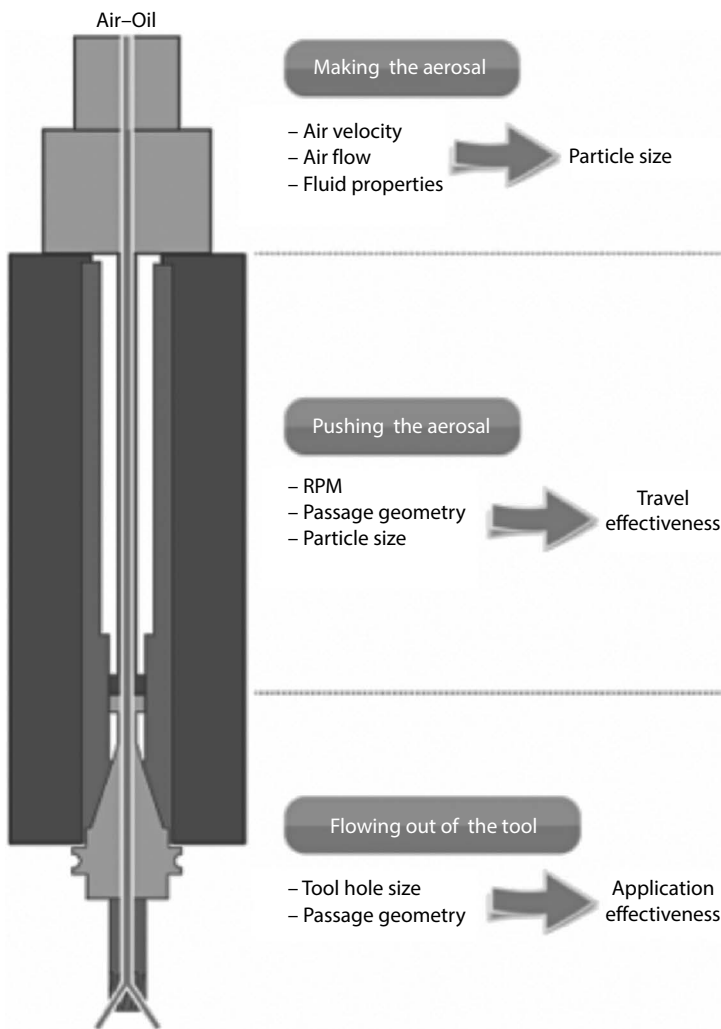 Air–Oil
Making the aerosal
– Air velocity
– Air flow
– Fluid properties
Particle size
Pushing the aerosal
– RPM
– Passage geometry
– Particle size
Travel
effectiveness
Flowing out of the tool
– Tool hole size
– Passage geometry
Application
effectiveness